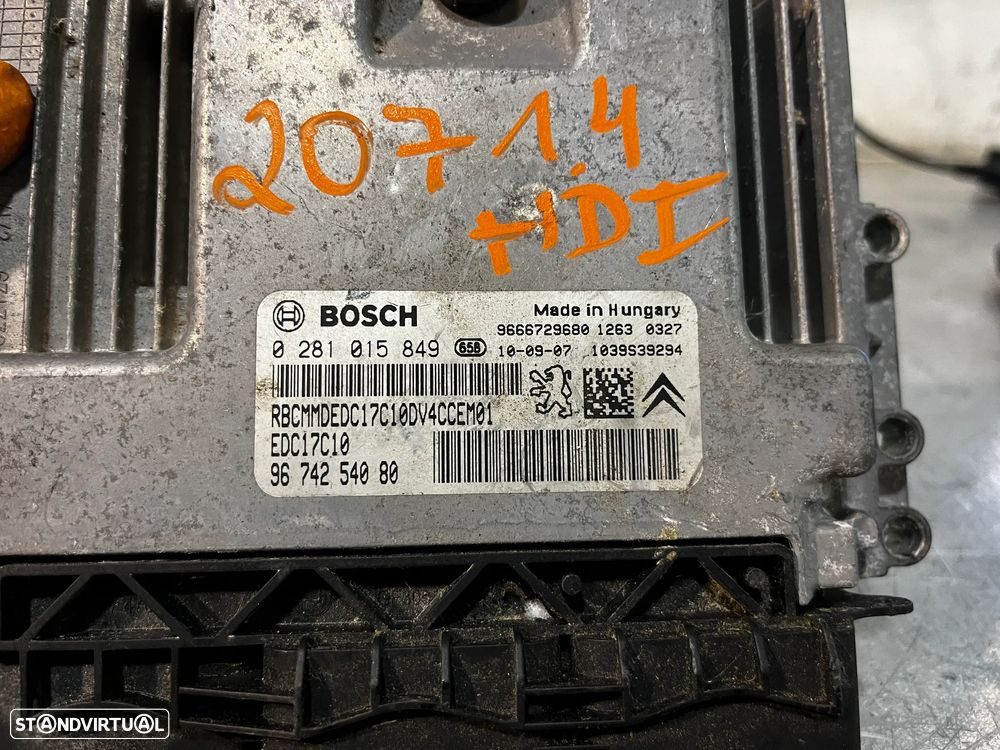 207 1.4
HDI
BOSCH
Made in Hungary
9666729680 1263 0327
0 281 015 849 65B 10-09-07 1039S39294
RBCMMDEDC17C10DV4CCEM01
EDC17C10
96 742 540 80
STANDVIRTUAL